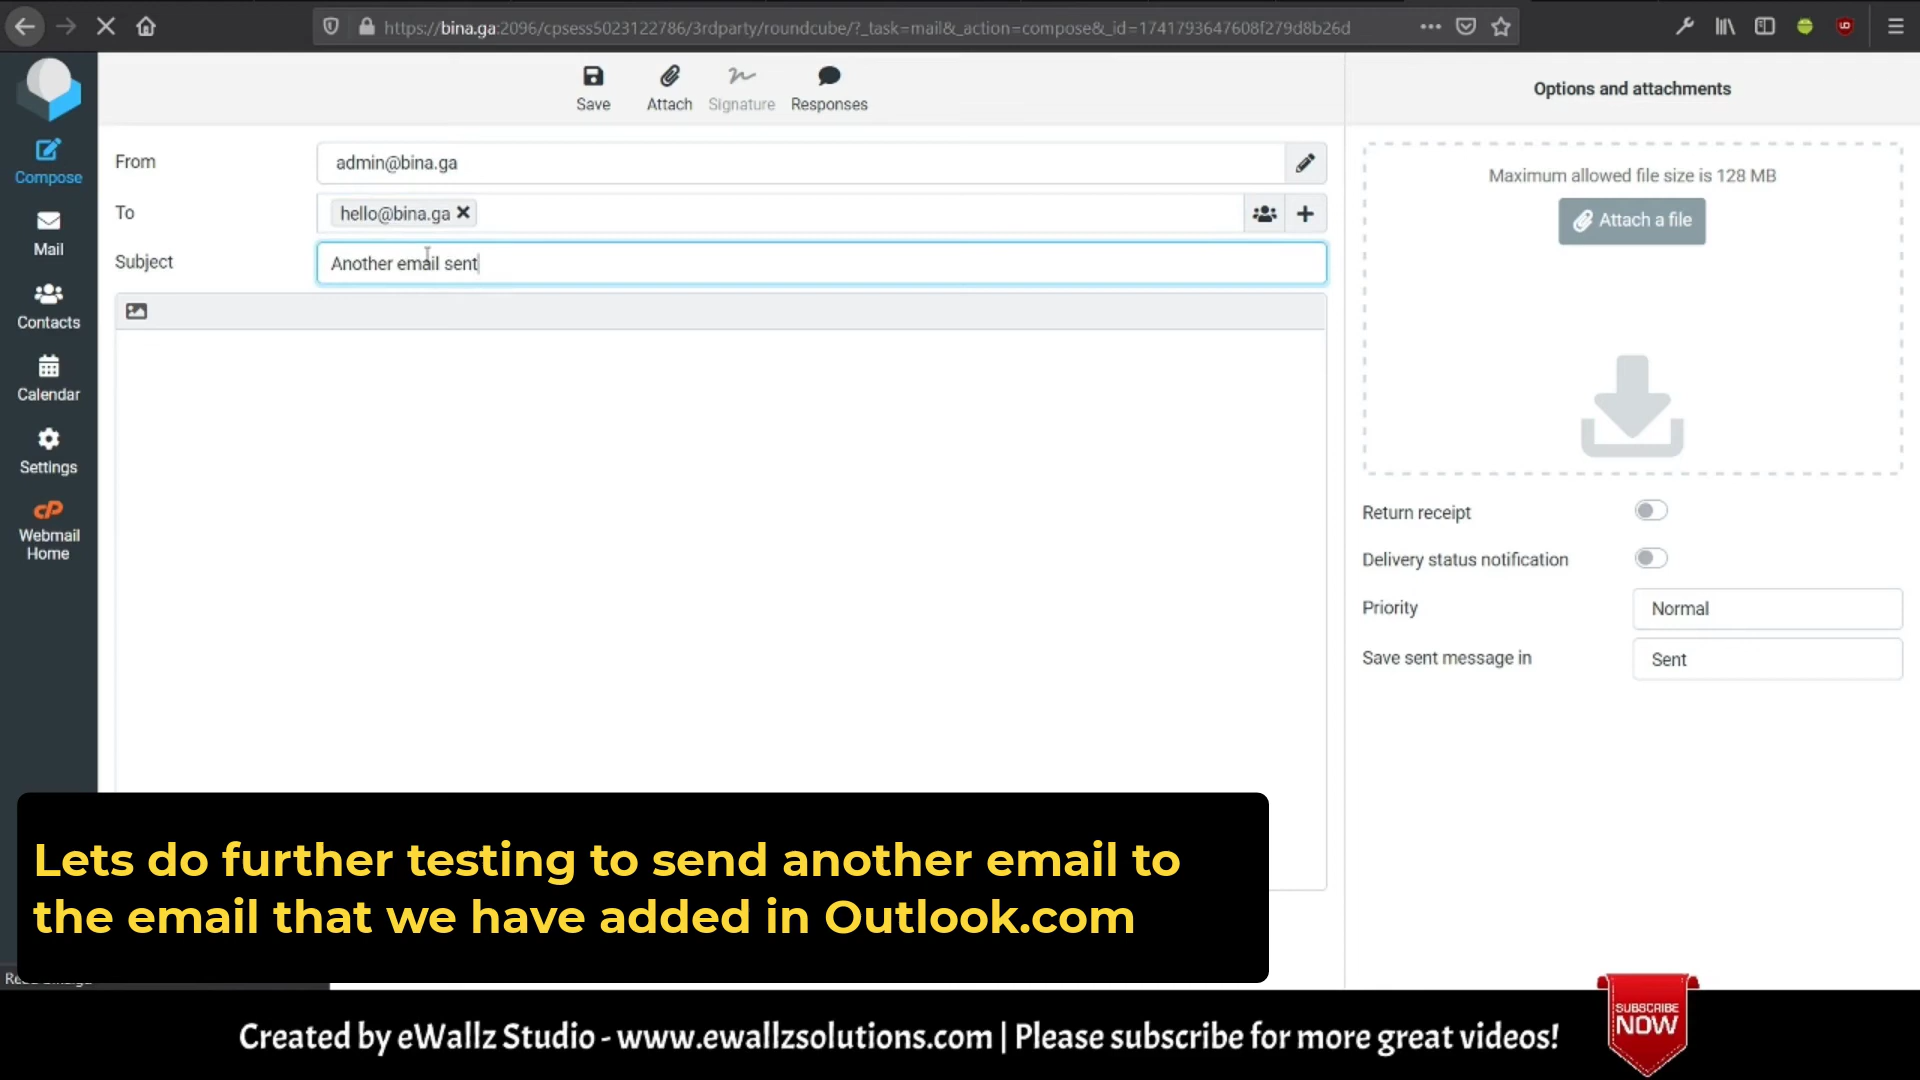 https://bina.ga:2096/cpsess5023122786/3rdparty/roundcube/?_task=mail&_action=compose&_id=1741793647608f279d8b26d
Save
Attach
Signature
Responses
Options and attachments
Compose
Mail
Contacts
Calendar
Settings
cP
Webmail
Home
From
admin@bina.ga
To
hello@bina.ga
Subject
Another email sent
Maximum allowed file size is 128 MB
Attach a file
Return receipt
Delivery status notification
Priority
Normal
Save sent message in
Sent
Lets do further testing to send another email to
the email that we have added in Outlook.com
Created by eWallz Studio - www.ewallzsolutions.com | Please subscribe for more great videos!
SUBSCRIBE
NOW